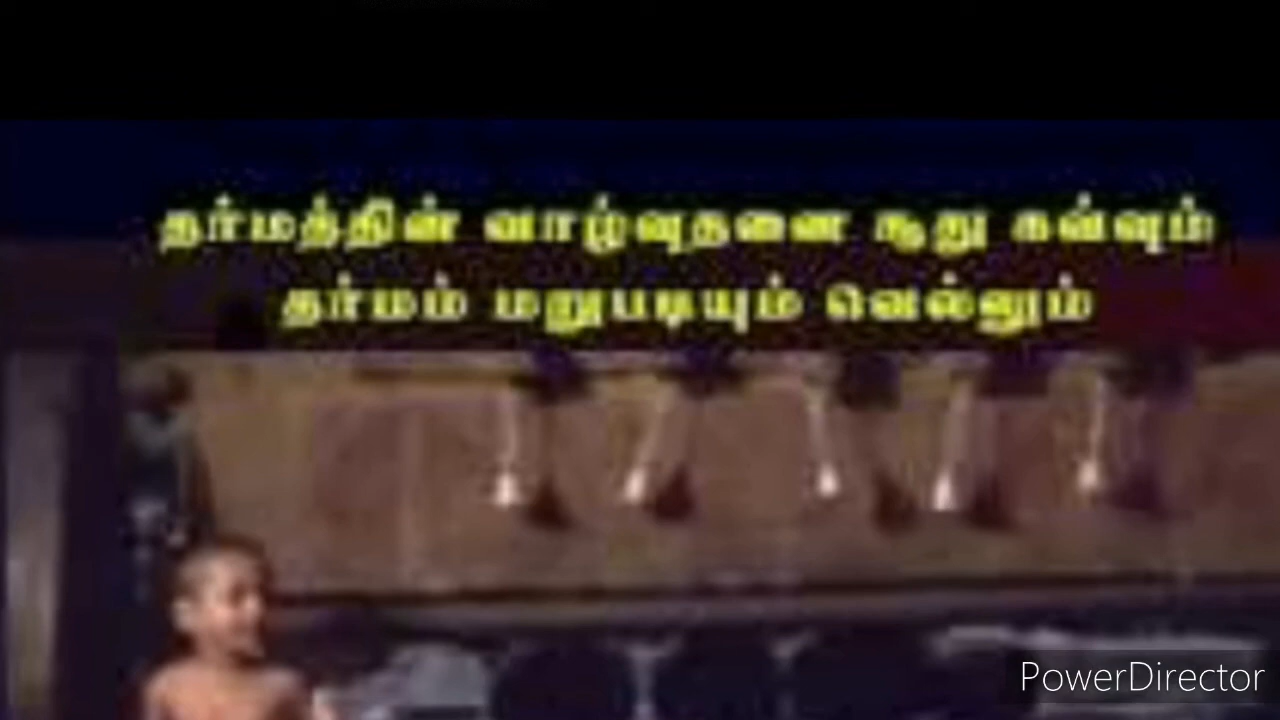 தர்மத்தின் வாழ்வுதனை சூது கவ்வும்
தர்மம் மறுபடியும் வெல்லும்
PowerDirector